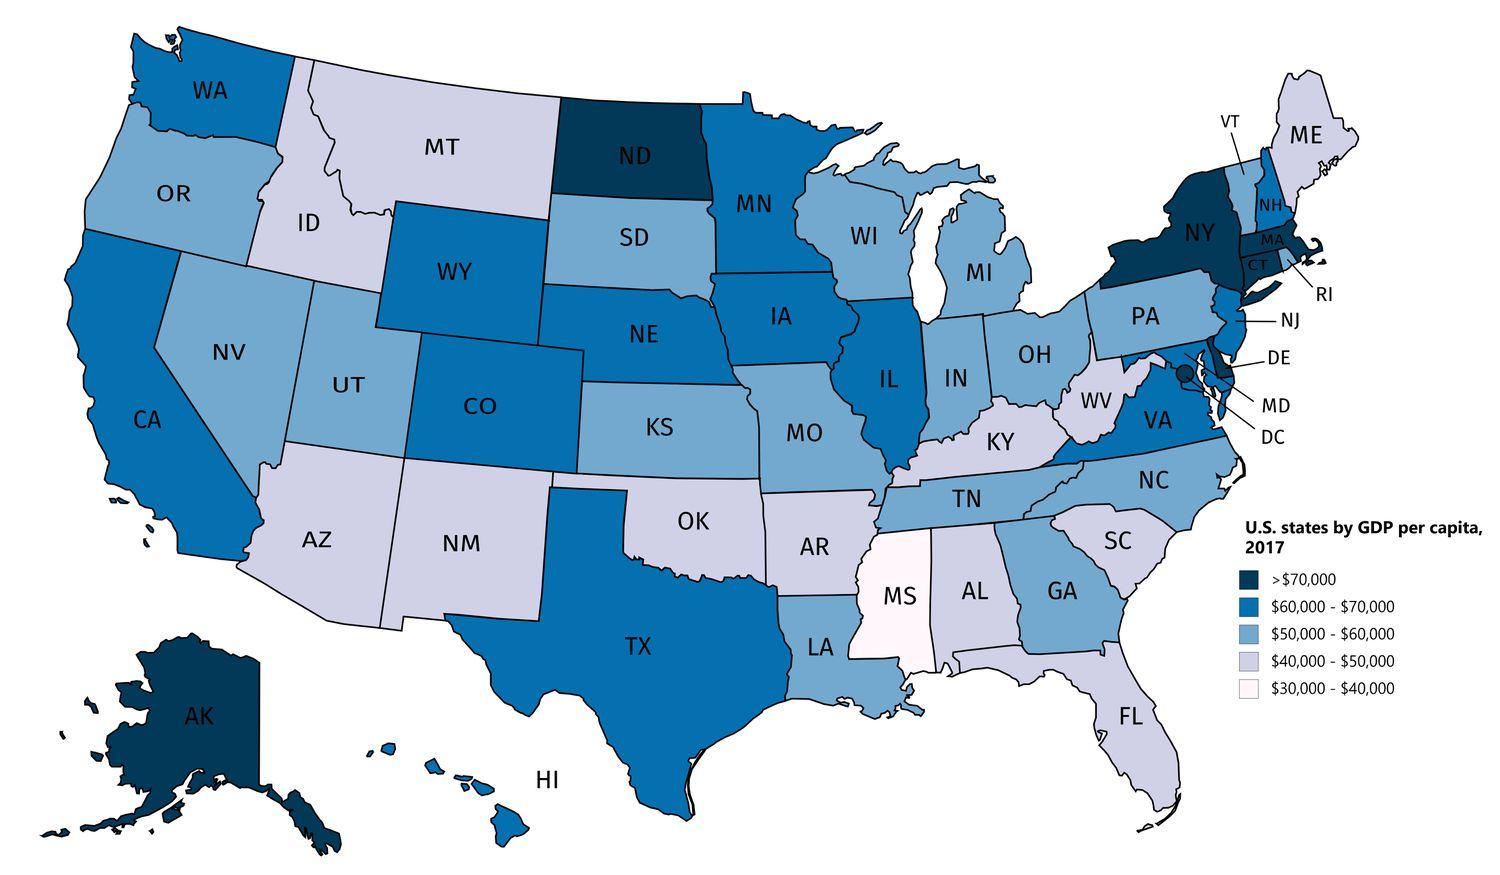 WA
VT
ME
MT
ND
OR
MN
NH
ID
WI
NY
MA
SD
CT
WY
MI
RI
IA
PA
NJ
NE
NV
OH
DE
UT
IL
IN
CO
WV
MD
CA
VA
KS
MO
KY
DC
NC
TN
OK
U.S. states by GDP per capita,
2017
AZ
NM
AR
SC
>$70,000
MS
AL
GA
$60,000 - $70,000
$50,000 - $60,000
TX
LA
$40,000 - $50,000
$30,000 - $40,000
AK
FL
HI